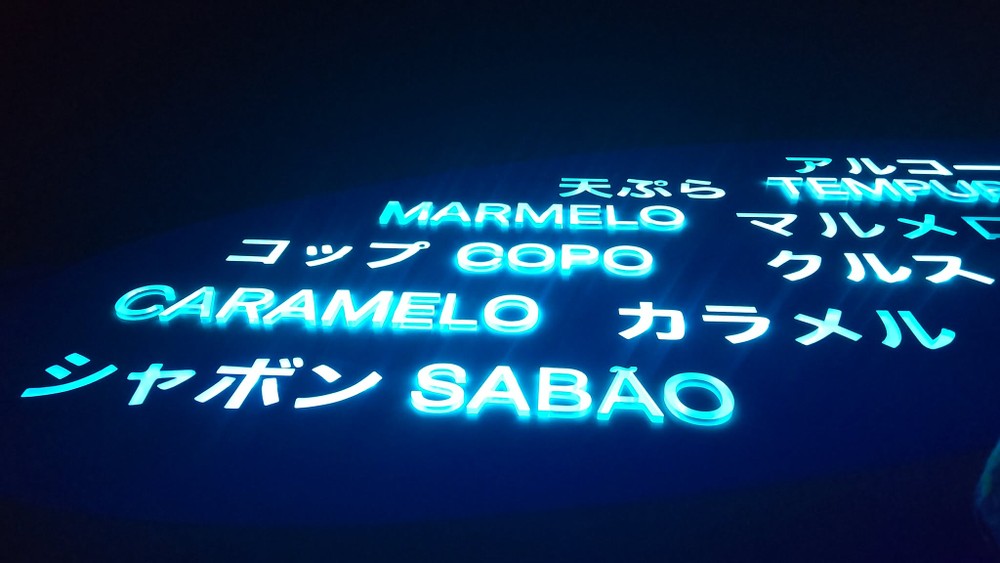 アルコー
天ぷら TEMPUR
MARMELO マルメロ
コップ COPO クルス
CARAMELO カラメル
シャボン SABÃO